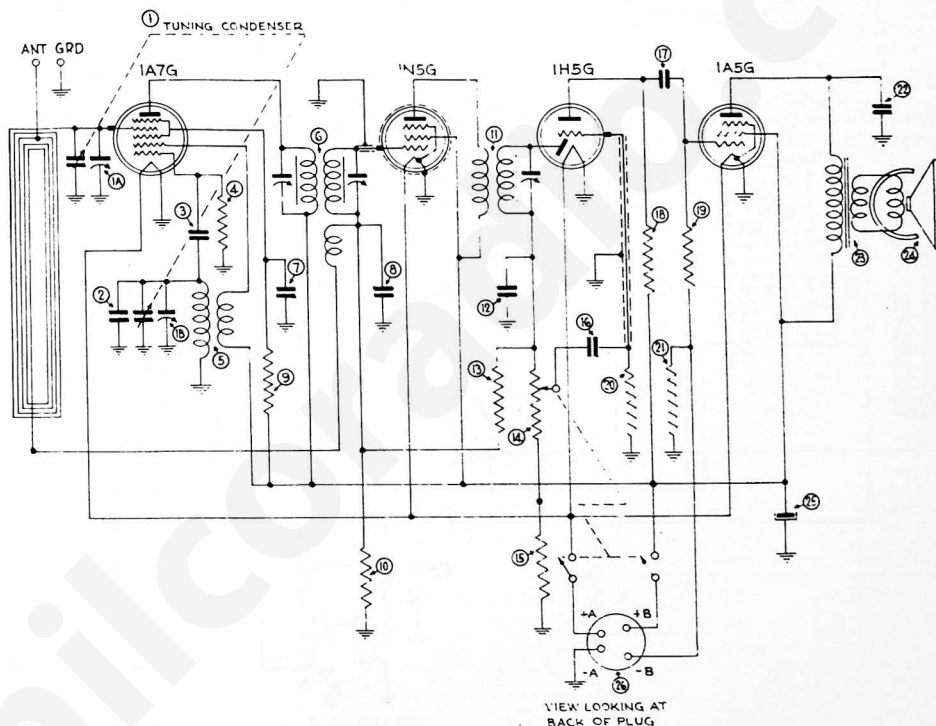 ① TUNING CONDENSER
ANT GRD
1A7G
1N5G
1H5G
1A5G
17
22
6
11
1A
4
3
18
19
23
24
2
7
8
12
1B
5
16
9
13
20
21
14
25
10
15
+A +B
-A -B
26
VIEW LOOKING AT
BACK OF PLUG
philcoradio.c